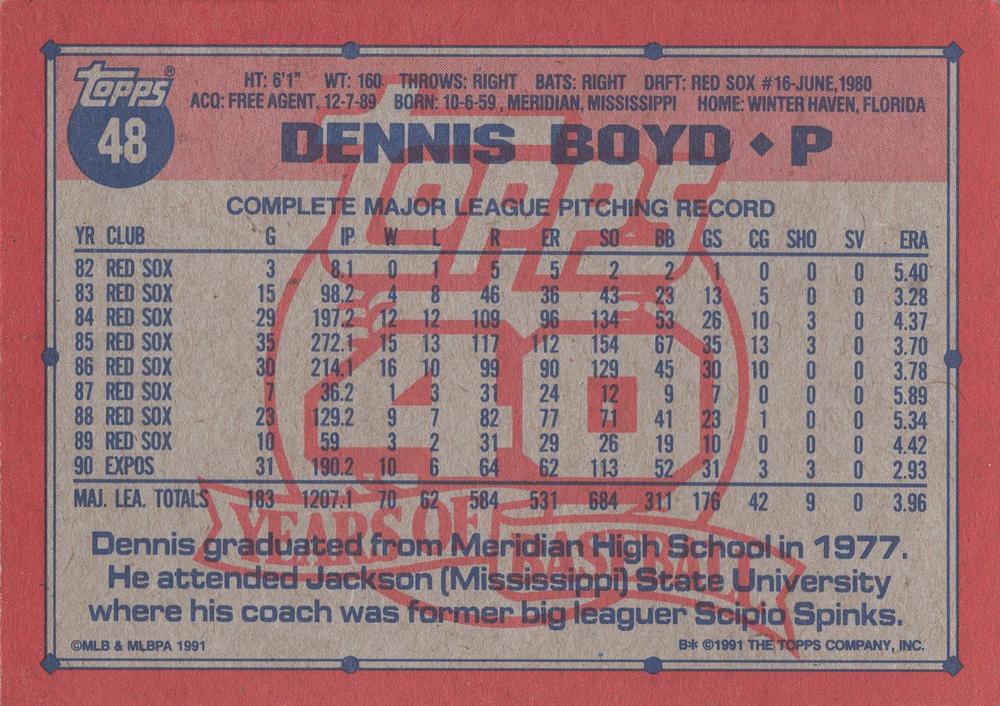 Topps®
48
HT: 6'1" WT: 160 THROWS: RIGHT BATS: RIGHT DRFT: RED SOX #16-JUNE, 1980
ACQ: FREE AGENT, 12-7-89 BORN: 10-6-59, MERIDIAN, MISSISSIPPI HOME: WINTER HAVEN, FLORIDA
DENNIS BOYD ◆ P
COMPLETE MAJOR LEAGUE PITCHING RECORD
YR CLUB G IP W L R ER SO BB GS CG SHO SV ERA
82 RED SOX 3 8.1 0 1 5 5 2 2 1 0 0 0 5.40
83 RED SOX 15 98.2 4 8 46 36 43 23 13 5 0 0 3.28
84 RED SOX 29 197.2 12 12 109 96 134 53 26 10 3 0 4.37
85 RED SOX 35 272.1 15 13 117 112 154 67 35 13 3 0 3.70
86 RED SOX 30 214.1 16 10 99 90 129 45 30 10 0 0 3.78
87 RED SOX 7 36.2 1 3 31 24 12 9 7 0 0 0 5.89
88 RED SOX 23 129.2 9 7 82 77 71 41 23 1 0 0 5.34
89 RED SOX 10 59 3 2 31 29 26 19 10 0 0 0 4.42
90 EXPOS 31 190.2 10 6 64 62 113 52 31 3 3 0 2.93
MAJ. LEA. TOTALS 183 1207.1 70 62 584 531 684 311 176 42 9 0 3.96
Topps
40
YEARS OF BASEBALL
Dennis graduated from Meridian High School in 1977.
He attended Jackson (Mississippi) State University
where his coach was former big leaguer Scipio Spinks.
©MLB & MLBPA 1991
B* ©1991 THE TOPPS COMPANY, INC.